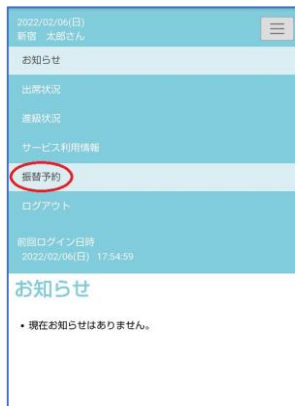 2022/02/06(日)
新宿　太郎さん
お知らせ
出席状況
進級状況
サービス利用情報
振替予約
ログアウト
前回ログイン日時
2022/02/06(日) 17:54:59
お知らせ
• 現在お知らせはありません。